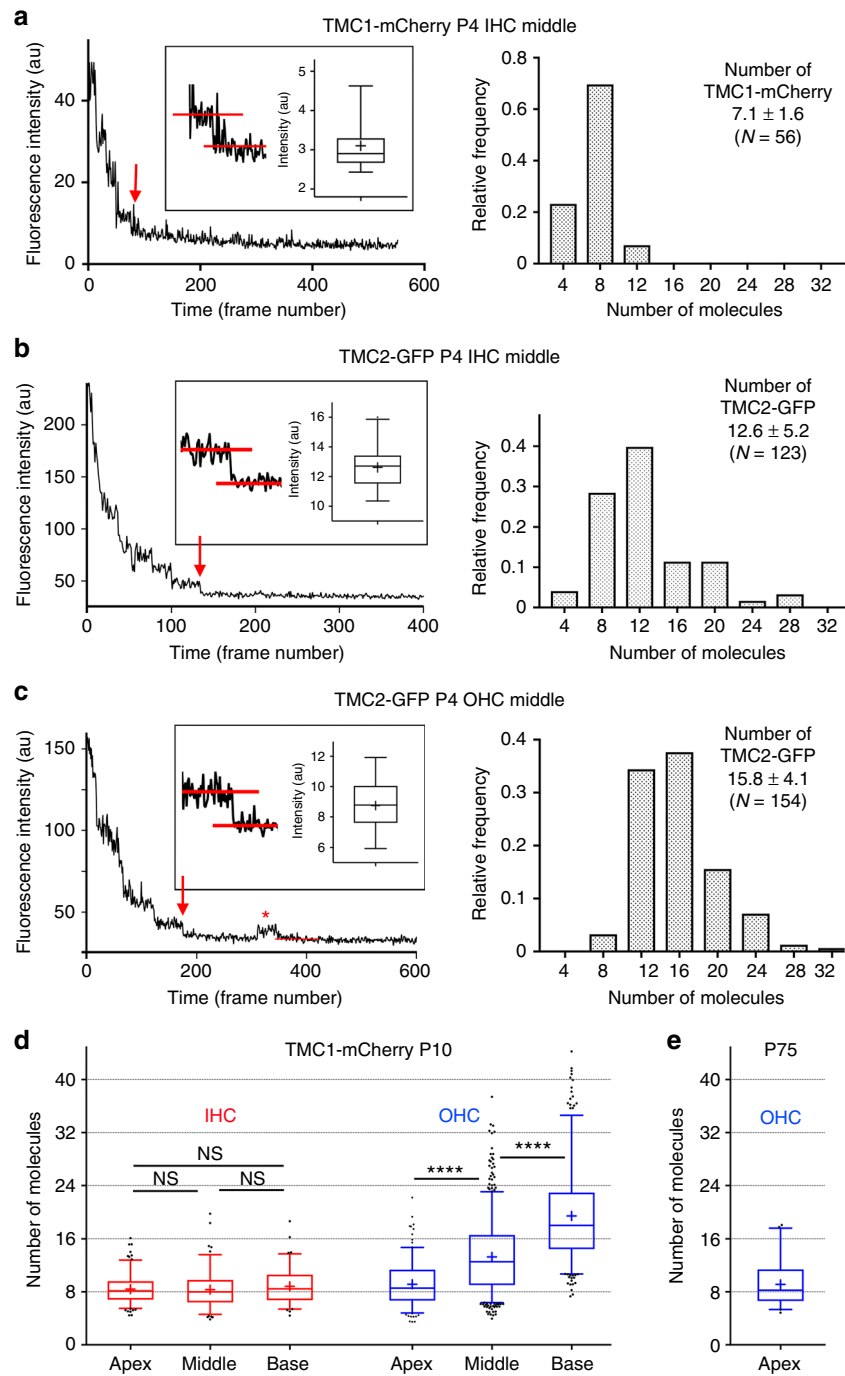 a
TMC1-mCherry P4 IHC middle
Fluorescence intensity (au)
40
20
0
0 200 400 600
Time (frame number)
Intensity (au)
5
4
3
2
Relative frequency
0.8
0.6
0.4
0.2
0
4 8 12 16 20 24 28 32
Number of molecules
Number of
TMC1-mCherry
7.1 ± 1.6
(N = 56)
b
TMC2-GFP P4 IHC middle
Fluorescence intensity (au)
200
150
100
50
0 100 200 300 400
Time (frame number)
Intensity (au)
16
14
12
10
Relative frequency
0.4
0.3
0.2
0.1
0
4 8 12 16 20 24 28 32
Number of molecules
Number of
TMC2-GFP
12.6 ± 5.2
(N = 123)
c
TMC2-GFP P4 OHC middle
Fluorescence intensity (au)
150
100
50
0 200 400 600
Time (frame number)
*
Intensity (au)
12
10
8
6
Relative frequency
0.4
0.3
0.2
0.1
0
4 8 12 16 20 24 28 32
Number of molecules
Number of
TMC2-GFP
15.8 ± 4.1
(N = 154)
d
TMC1-mCherry P10
Number of molecules
40
32
24
16
8
0
IHC
NS
NS NS
OHC
**** ****
Apex Middle Base Apex Middle Base
e
P75
OHC
Number of molecules
40
32
24
16
8
0
Apex